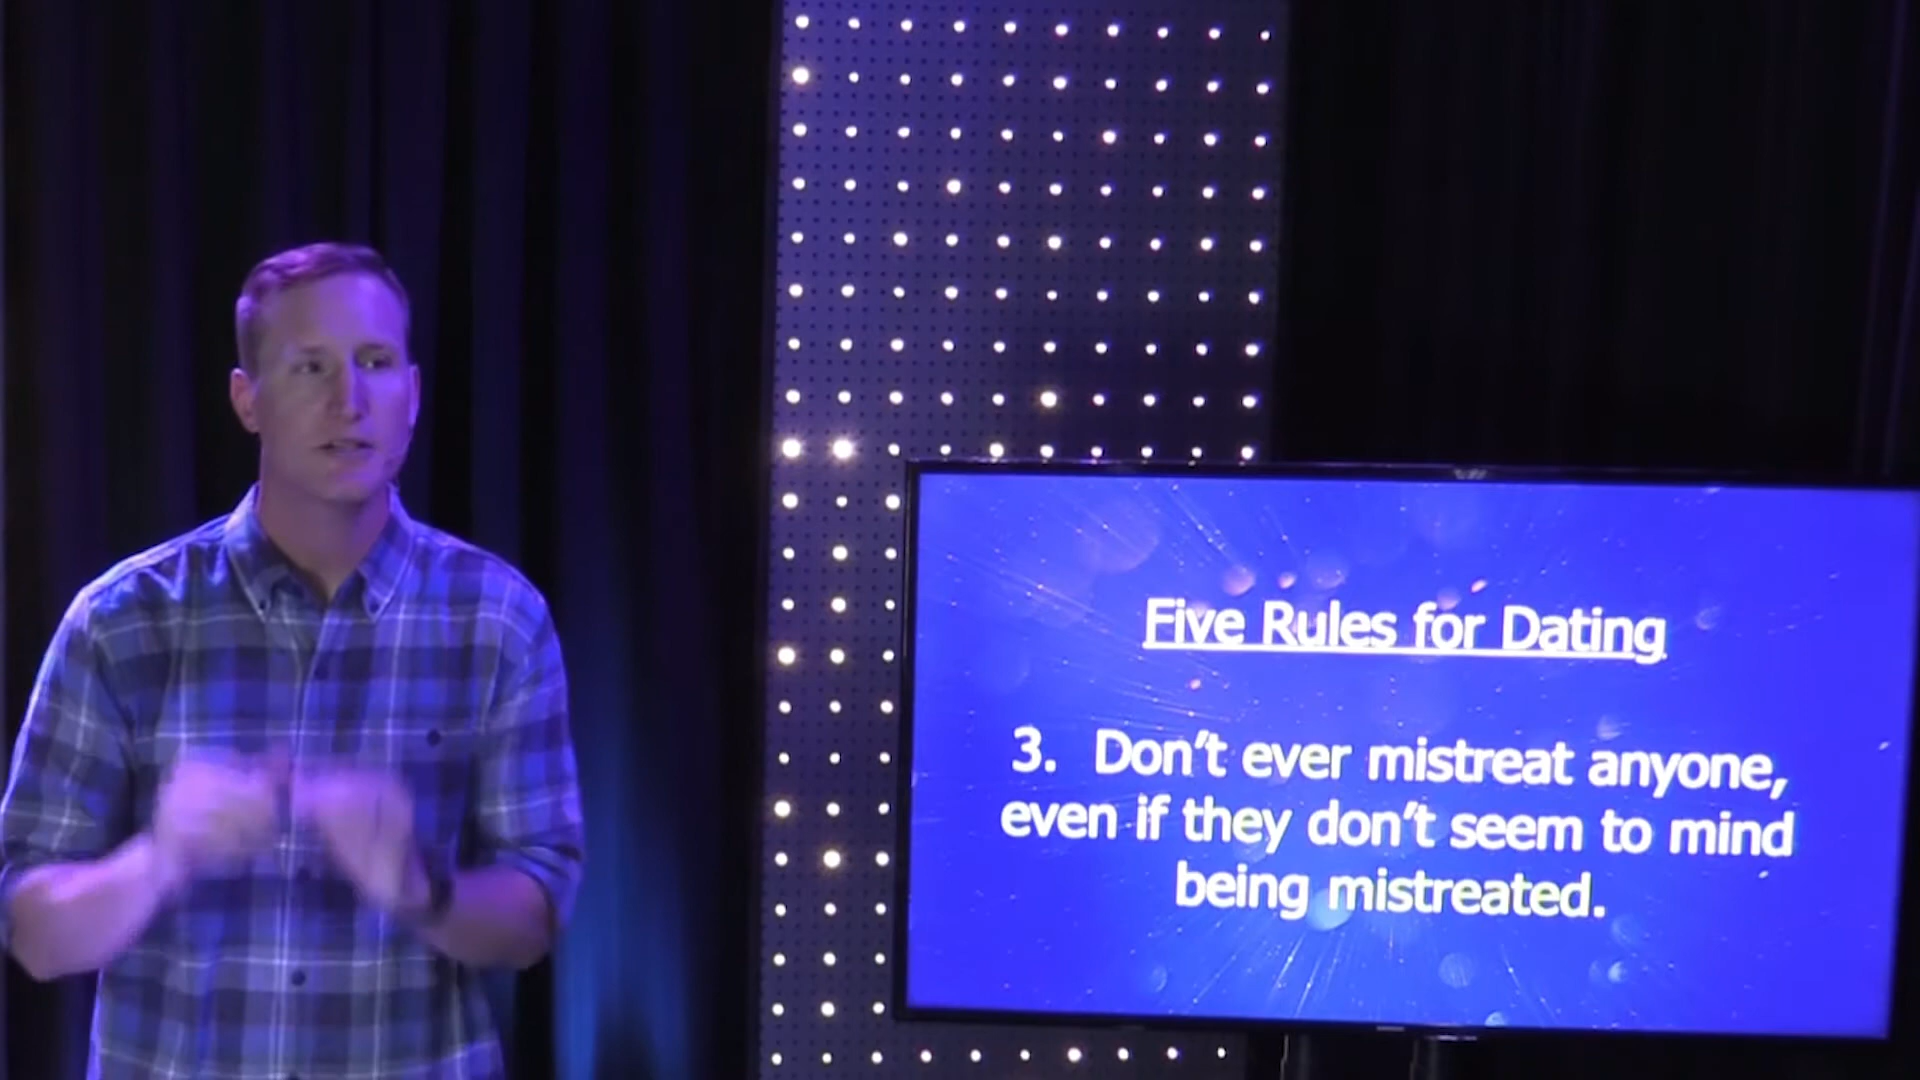 Five Rules for Dating
3. Don't ever mistreat anyone,
even if they don't seem to mind
being mistreated.